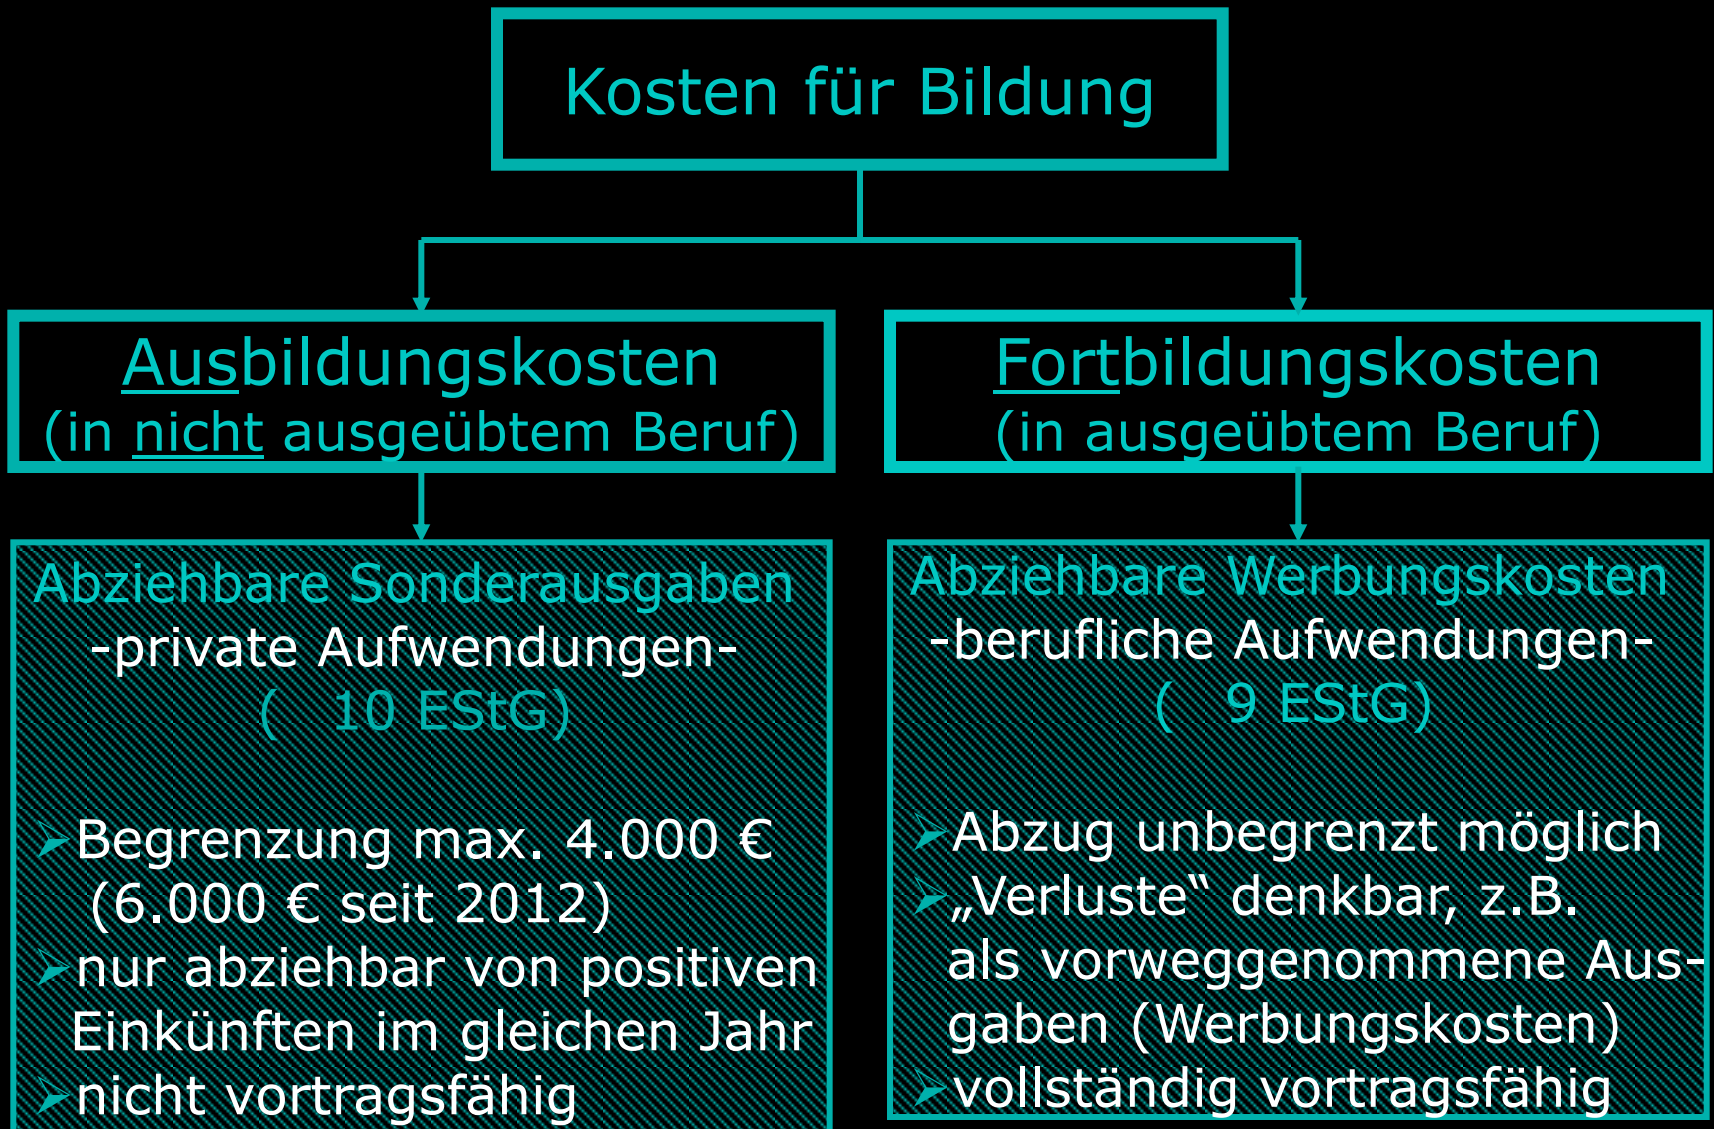 Kosten für Bildung
Ausbildungskosten
(in nicht ausgeübtem Beruf)
Fortbildungskosten
(in ausgeübtem Beruf)
Abziehbare Sonderausgaben
-private Aufwendungen-
( 10 EStG)
➢Begrenzung max. 4.000 €
(6.000 € seit 2012)
➢nur abziehbar von positiven
Einkünften im gleichen Jahr
➢nicht vortragsfähig
Abziehbare Werbungskosten
-berufliche Aufwendungen-
( 9 EStG)
➢Abzug unbegrenzt möglich
➢„Verluste“ denkbar, z.B.
als vorweggenommene Aus-
gaben (Werbungskosten)
➢vollständig vortragsfähig